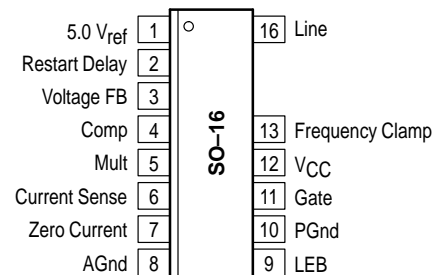 5.0 Vref 1 16 Line
Restart Delay 2
Voltage FB 3
Comp 4 13 Frequency Clamp
Mult 5 12 VCC
Current Sense 6 11 Gate
Zero Current 7 10 PGnd
AGnd 8 9 LEB
SO–16